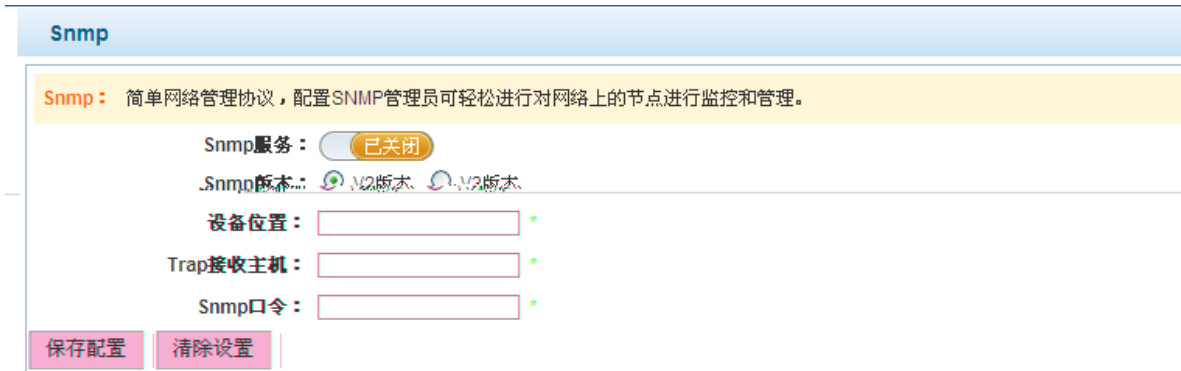 Snmp
Snmp： 简单网络管理协议，配置SNMP管理员可轻松进行对网络上的节点进行监控和管理。
Snmp服务： 已关闭
Snmp版本： V2版本 V3版本
设备位置： *
Trap接收主机： *
Snmp口令： *
保存配置 清除设置